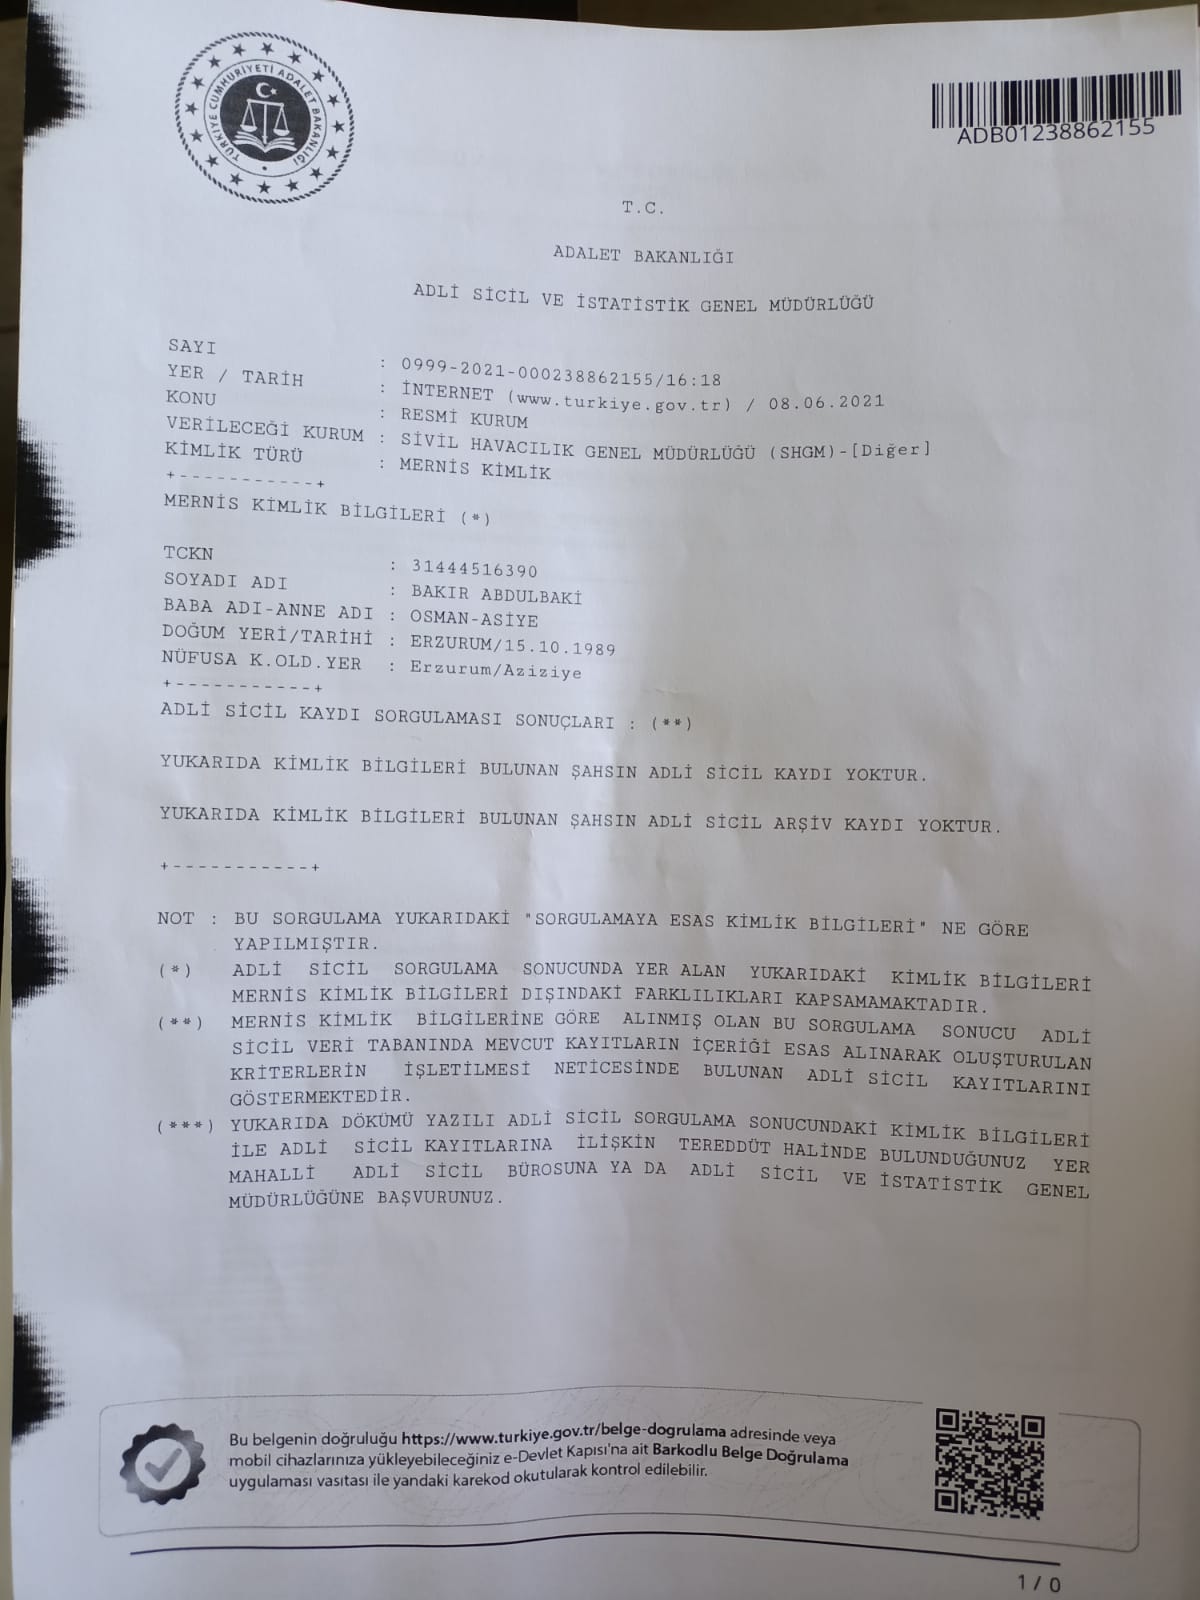 TÜRKİYE CUMHURİYETİ ADALET BAKANLIĞI
ADB01238862155
T.C.
ADALET BAKANLIĞI
ADLİ SİCİL VE İSTATİSTİK GENEL MÜDÜRLÜĞÜ
SAYI : 0999-2021-000238862155/16:18
YER / TARİH : İNTERNET (www.turkiye.gov.tr) / 08.06.2021
KONU : RESMİ KURUM
VERİLECEĞİ KURUM : SİVİL HAVACILIK GENEL MÜDÜRLÜĞÜ (SHGM)-[Diğer]
KİMLİK TÜRÜ : MERNİS KİMLİK
+-----------+
MERNİS KİMLİK BİLGİLERİ (*)
TCKN : 31444516390
SOYADI ADI : BAKIR ABDULBAKİ
BABA ADI-ANNE ADI : OSMAN-ASİYE
DOĞUM YERİ/TARİHİ : ERZURUM/15.10.1989
NÜFUSA K.OLD.YER : Erzurum/Aziziye
+-----------+
ADLİ SİCİL KAYDI SORGULAMASI SONUÇLARI : (**)
YUKARIDA KİMLİK BİLGİLERİ BULUNAN ŞAHSIN ADLİ SİCİL KAYDI YOKTUR.
YUKARIDA KİMLİK BİLGİLERİ BULUNAN ŞAHSIN ADLİ SİCİL ARŞİV KAYDI YOKTUR.
+-----------+
NOT : BU SORGULAMA YUKARIDAKİ "SORGULAMAYA ESAS KİMLİK BİLGİLERİ" NE GÖRE
YAPILMIŞTIR.
(*) ADLİ SİCİL SORGULAMA SONUCUNDA YER ALAN YUKARIDAKİ KİMLİK BİLGİLERİ
MERNİS KİMLİK BİLGİLERİ DIŞINDAKİ FARKLILIKLARI KAPSAMAMAKTADIR.
(**) MERNİS KİMLİK BİLGİLERİNE GÖRE ALINMIŞ OLAN BU SORGULAMA SONUCU ADLİ
SİCİL VERİ TABANINDA MEVCUT KAYITLARIN İÇERİĞİ ESAS ALINARAK OLUŞTURULAN
KRİTERLERİN İŞLETİLMESİ NETİCESİNDE BULUNAN ADLİ SİCİL KAYITLARINI
GÖSTERMEKTEDİR.
(***) YUKARIDA DÖKÜMÜ YAZILI ADLİ SİCİL SORGULAMA SONUCUNDAKİ KİMLİK BİLGİLERİ
İLE ADLİ SİCİL KAYITLARINA İLİŞKİN TEREDDÜT HALİNDE BULUNDUĞUNUZ YER
MAHALLİ ADLİ SİCİL BÜROSUNA YA DA ADLİ SİCİL VE İSTATİSTİK GENEL
MÜDÜRLÜĞÜNE BAŞVURUNUZ.
Bu belgenin doğruluğu https://www.turkiye.gov.tr/belge-dogrulama adresinde veya
mobil cihazlarınıza yükleyebileceğiniz e-Devlet Kapısı'na ait Barkodlu Belge Doğrulama
uygulaması vasıtası ile yandaki karekod okutularak kontrol edilebilir.
1 / 0